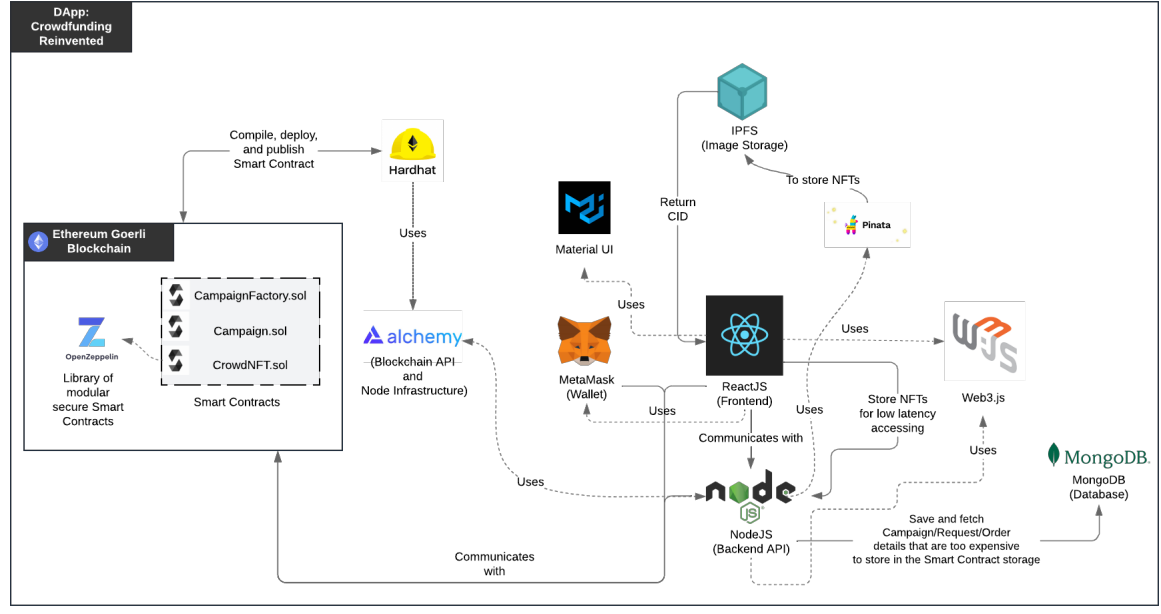 DApp:
Crowdfunding
Reinvented
IPFS
(Image Storage)
Compile, deploy,
and publish
Smart Contract
Hardhat
To store NFTs
Return
CID
Pinata
Material UI
Uses
Ethereum Goerli
Blockchain
CampaignFactory.sol
Campaign.sol
CrowdNFT.sol
Smart Contracts
OpenZeppelin
Library of
modular
secure Smart
Contracts
alchemy
(Blockchain API
and
Node Infrastructure)
Uses
Uses
W3JS
Web3.js
MetaMask
(Wallet)
ReactJS
(Frontend)
Uses
Uses
Store NFTs
for low latency
accessing
Communicates with
Uses
Uses
MongoDB.
MongoDB
(Database)
node
JS
NodeJS
(Backend API)
Save and fetch
Campaign/Request/Order
details that are too expensive
to store in the Smart Contract storage
Communicates
with